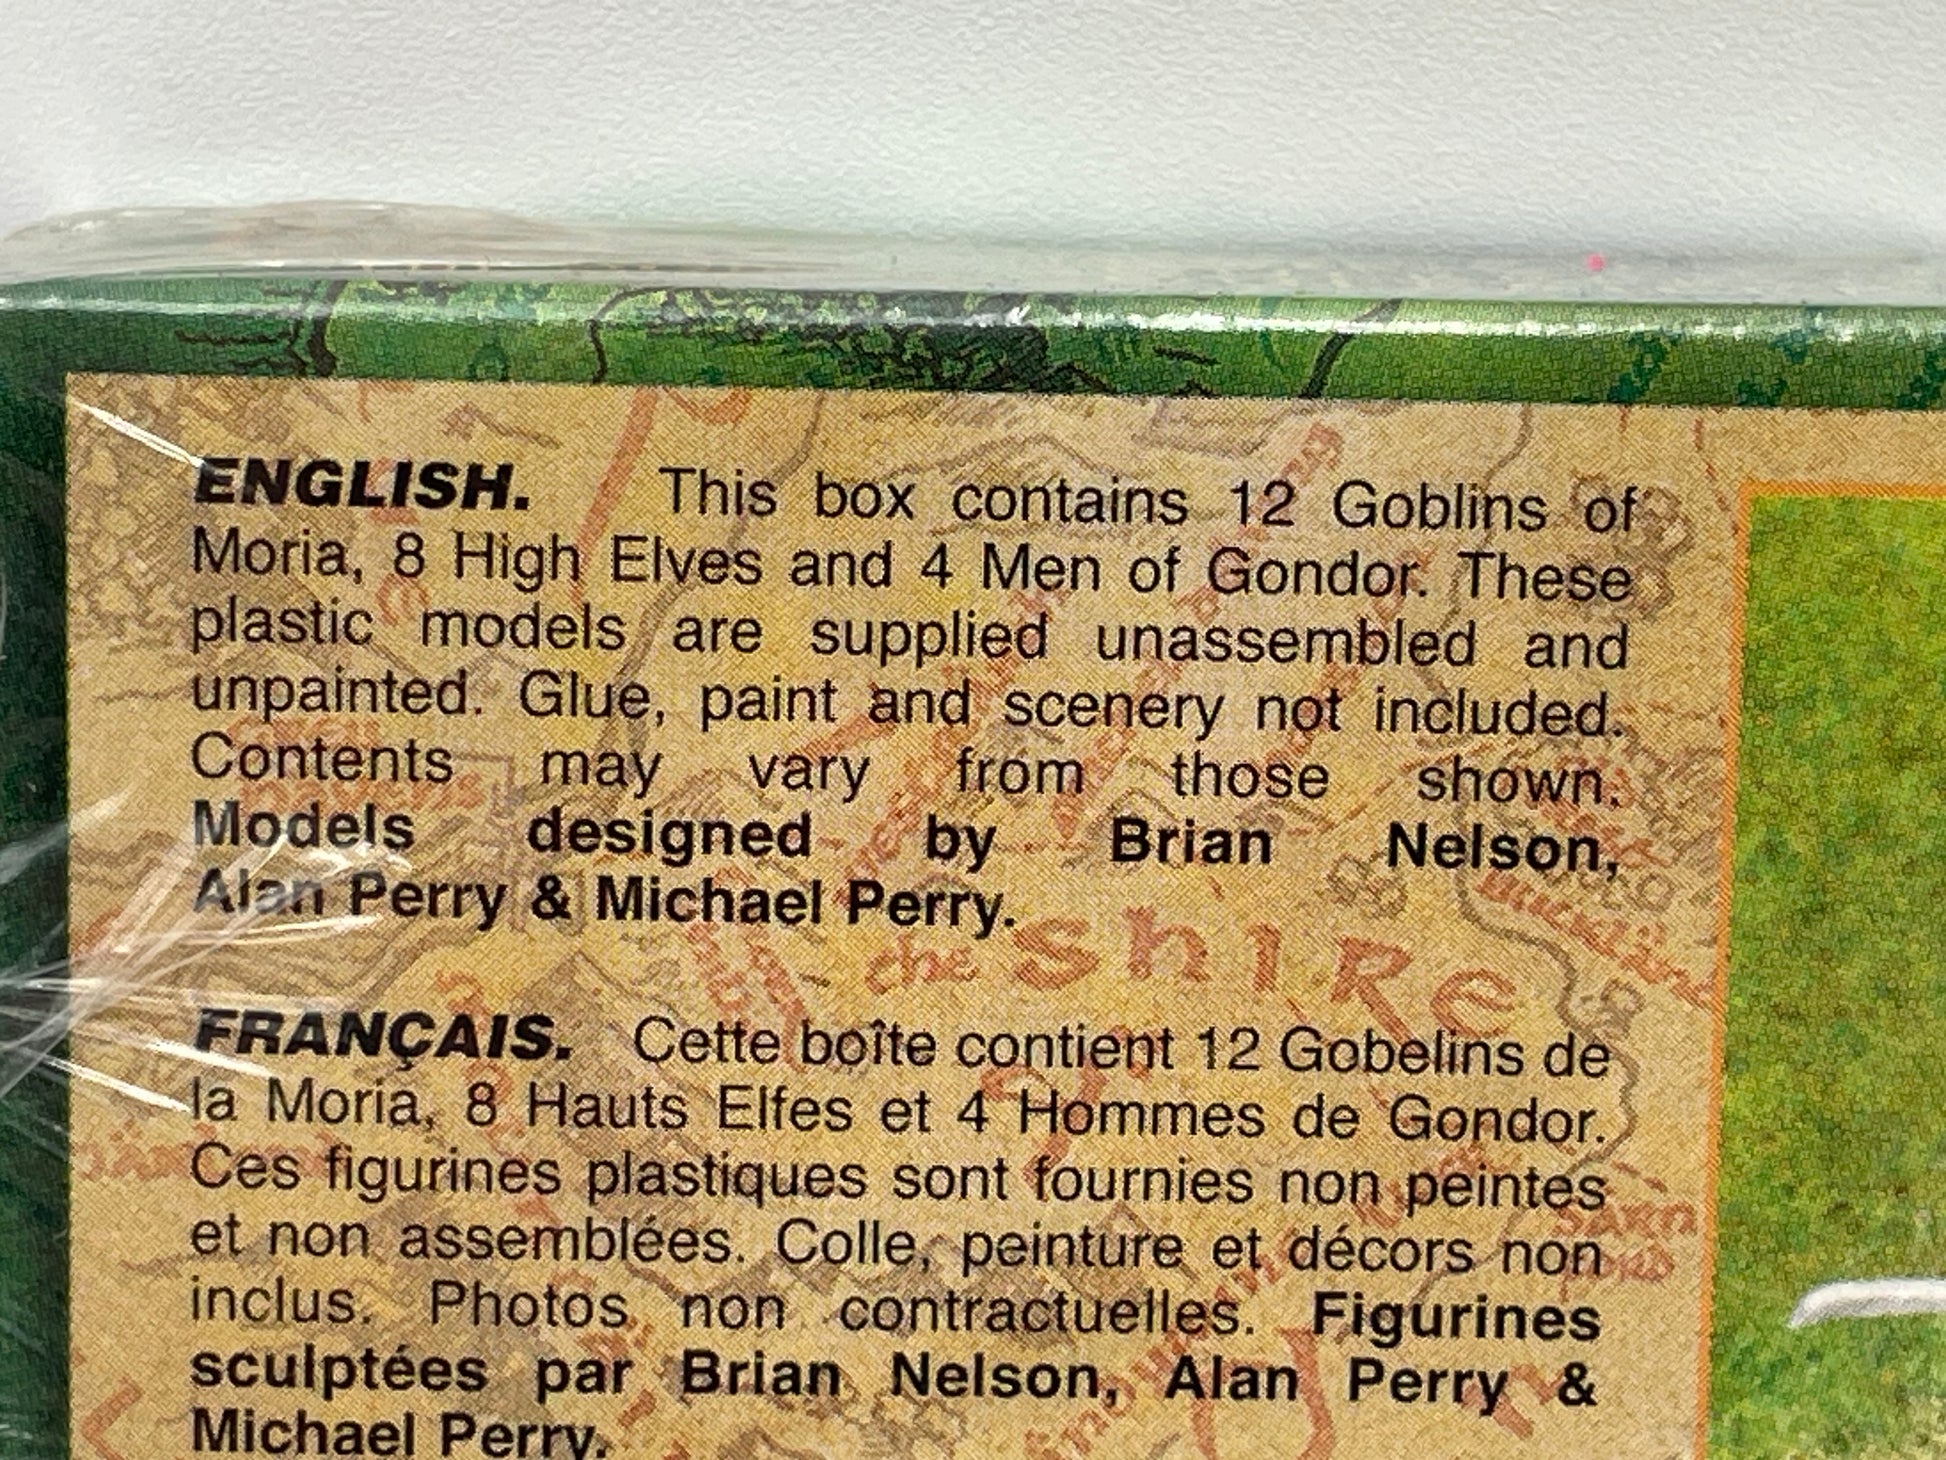 ENGLISH. This box contains 12 Goblins of
Moria, 8 High Elves and 4 Men of Gondor. These
plastic models are supplied unassembled and
unpainted. Glue, paint and scenery not included.
Contents may vary from those shown.
Models designed by Brian Nelson,
Alan Perry & Michael Perry.
the shire
FRANÇAIS. Cette boîte contient 12 Gobelins de
la Moria, 8 Hauts Elfes et 4 Hommes de Gondor.
Ces figurines plastiques sont fournies non peintes
et non assemblées. Colle, peinture et décors non
inclus. Photos non contractuelles. Figurines
sculptées par Brian Nelson, Alan Perry &
Michael Perry.